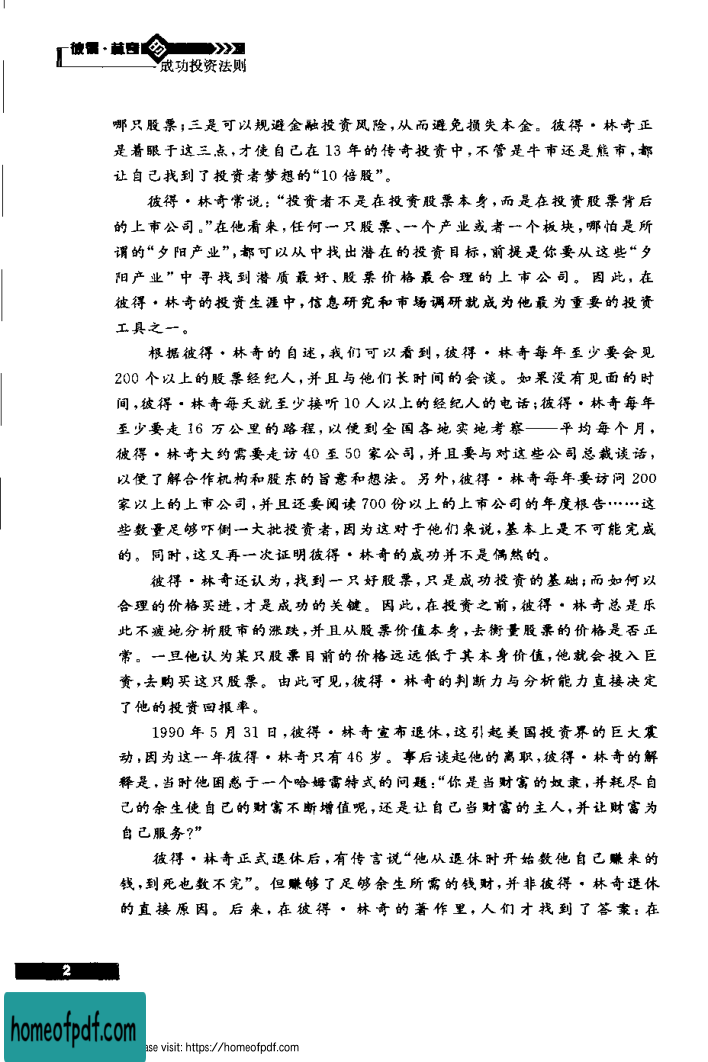 彼得·林奇的
成功投资法则
哪只股票;三是可以规避金融投资风险,从而避免损失本金。彼得·林奇正
是着眼于这三点,才使自己在13年的传奇投资中,不管是牛市还是熊市,都
让自己找到了投资者梦想的“10倍股”。
彼得·林奇常说:“投资者不是在投资股票本身,而是在投资股票背后
的上市公司。”在他看来,任何一只股票、一个产业或者一个板块,哪怕是所
谓的“夕阳产业”,都可以从中找出潜在的投资目标,前提是你要从这些“夕
阳产业”中寻找到潜质最好、股票价格最合理的上市公司。因此,在
彼得·林奇的投资生涯中,信息研究和市场调研就成为他最为重要的投资
工具之一。
根据彼得·林奇的自述,我们可以看到,彼得·林奇每年至少要会见
200个以上的股票经纪人,并且与他们长时间的会谈。如果没有见面的时
间,彼得·林奇每天就至少接听10人以上的经纪人的电话;彼得·林奇每年
至少要走16万公里的路程,以便到全国各地实地考察——平均每个月,
彼得·林奇大约需要走访40至50家公司,并且要与对这些公司总裁谈话,
以便了解合作机构和股东的旨意和想法。另外,彼得·林奇每年要访问200
家以上的上市公司,并且还要阅读700份以上的上市公司的年度报告……这
些数量足够吓倒一大批投资者,因为这对于他们来说,基本上是不可能完成
的。同时,这又再一次证明彼得·林奇的成功并不是偶然的。
彼得·林奇还认为,找到一只好股票,只是成功投资的基础;而如何以
合理的价格买进,才是成功的关键。因此,在投资之前,彼得·林奇总是乐
此不疲地分析股市的涨跌,并且从股票价值本身,去衡量股票的价格是否正
常。一旦他认为某只股票目前的价格远远低于其本身价值,他就会投入巨
资,去购买这只股票。由此可见,彼得·林奇的判断力与分析能力直接决定
了他的投资回报率。
1990年5月31日,彼得·林奇宣布退休,这引起美国投资界的巨大震
动,因为这一年彼得·林奇只有46岁。事后谈起他的离职,彼得·林奇的解
释是,当时他困惑于一个哈姆雷特式的问题:“你是当财富的奴隶,并耗尽自
己的余生使自己的财富不断增值呢,还是让自己当财富的主人,并让财富为
自己服务?”
彼得·林奇正式退休后,有传言说“他从退休时开始数他自己赚来的
钱,到死也数不完”。但赚够了足够余生所需的钱财,并非彼得·林奇退休
的直接原因。后来,在彼得·林奇的著作里,人们才找到了答案:在
2
homeofpdf.com
ase visit: https://homeofpdf.com